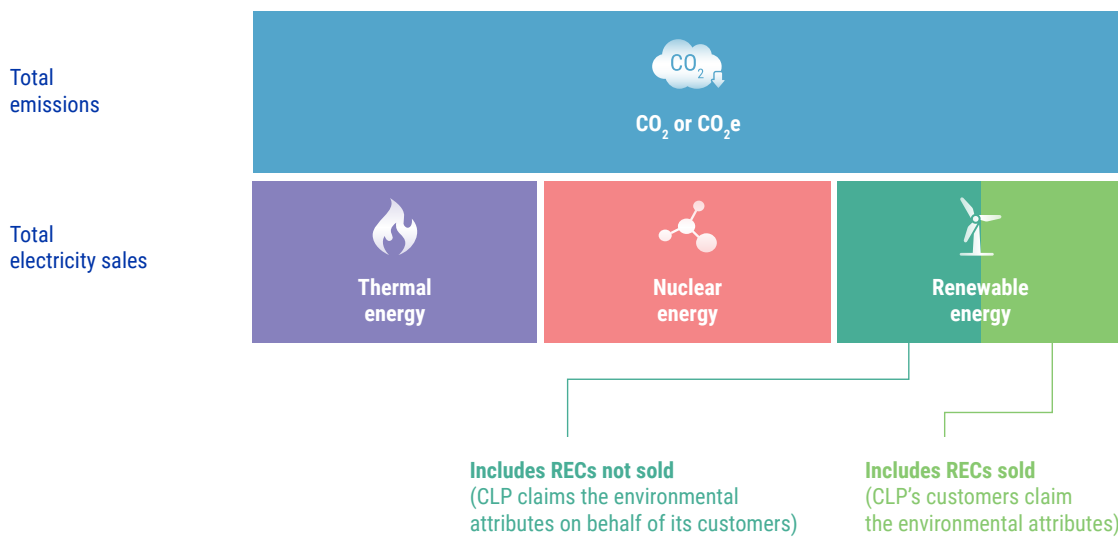 Total
emissions
CO2
CO2 or CO2e
Total
electricity sales
Thermal
energy
Nuclear
energy
Renewable
energy
Includes RECs not sold
(CLP claims the environmental
attributes on behalf of its customers)
Includes RECs sold
(CLP's customers claim
the environmental attributes)